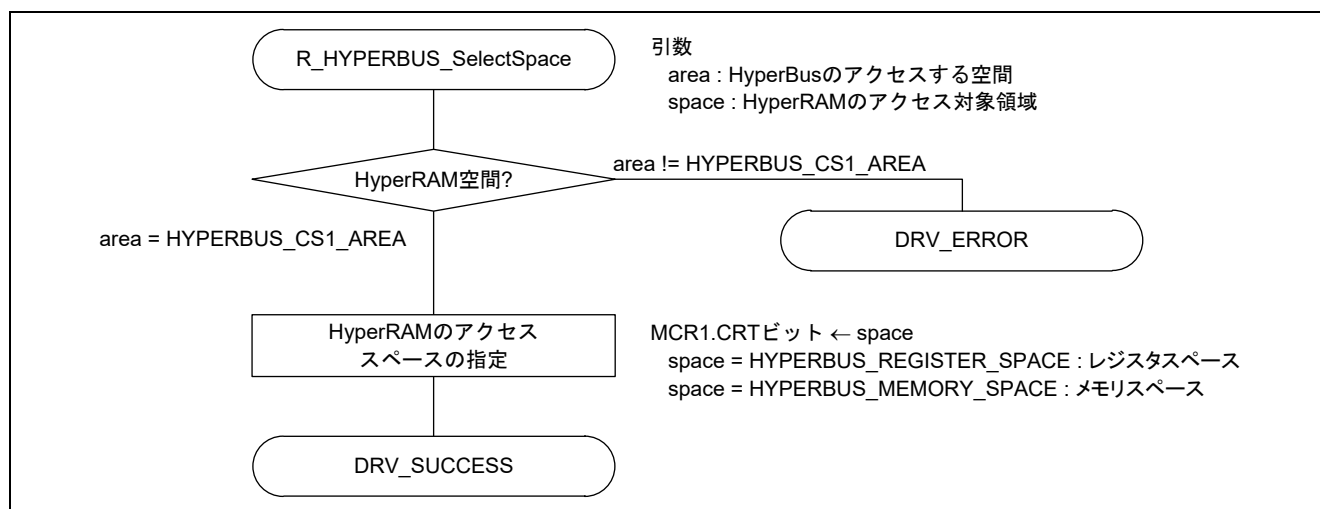 R_HYPERBUS_SelectSpace
引数
area : HyperBusのアクセスする空間
space : HyperRAMのアクセス対象領域
HyperRAM空間?
area != HYPERBUS_CS1_AREA
area = HYPERBUS_CS1_AREA
DRV_ERROR
HyperRAMのアクセス
スペースの指定
MCR1.CRTビット ← space
space = HYPERBUS_REGISTER_SPACE : レジスタスペース
space = HYPERBUS_MEMORY_SPACE : メモリスペース
DRV_SUCCESS